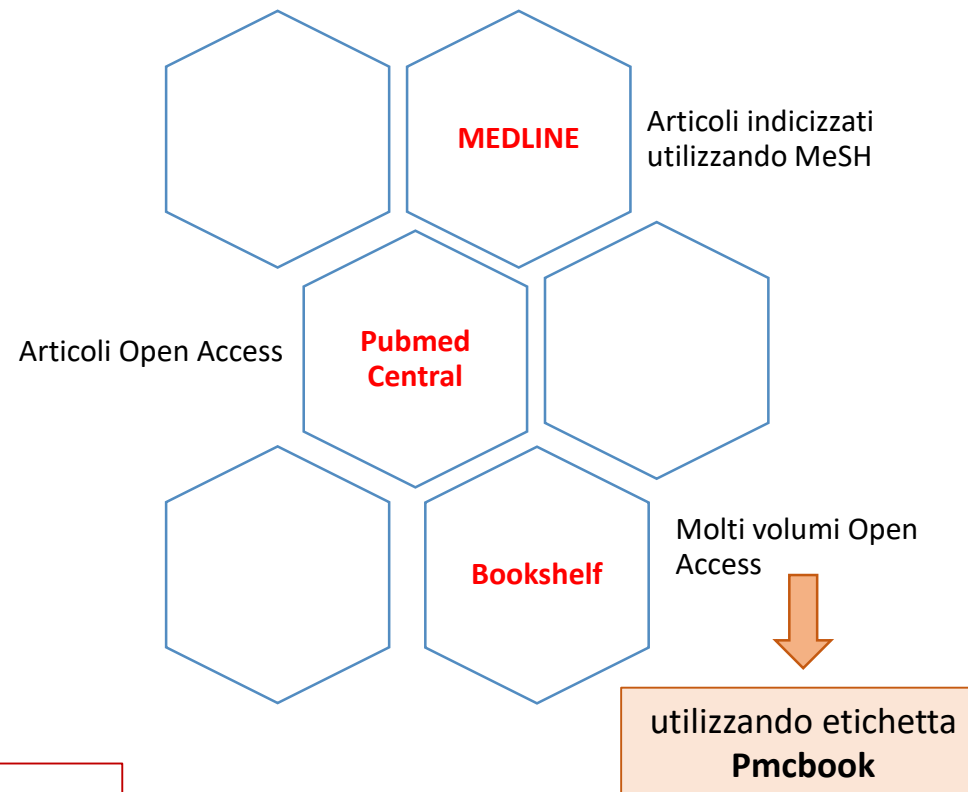 MEDLINE
Articoli indicizzati
utilizzando MeSH
Articoli Open Access
Pubmed
Central
Molti volumi Open
Access
Bookshelf
utilizzando etichetta
Pmcbook